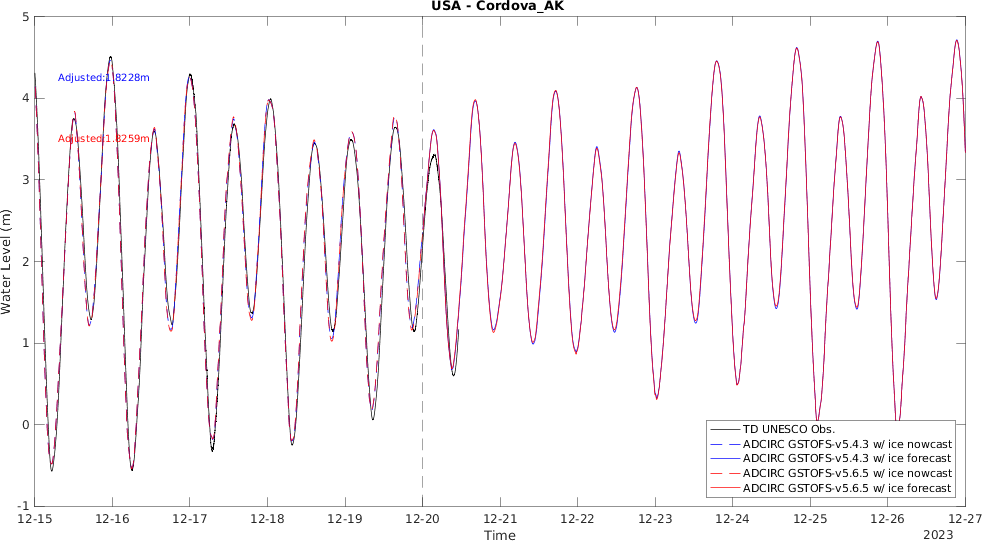 USA - Cordova_AK
5
4
3
2
1
0
-1
Water Level (m)
Adjusted:1.8228m
Adjusted:1.8259m
TD UNESCO Obs.
ADCIRC GSTOFS-v5.4.3 w/ ice nowcast
ADCIRC GSTOFS-v5.4.3 w/ ice forecast
ADCIRC GSTOFS-v5.6.5 w/ ice nowcast
ADCIRC GSTOFS-v5.6.5 w/ ice forecast
12-15 12-16 12-17 12-18 12-19 12-20 12-21 12-22 12-23 12-24 12-25 12-26 12-27
Time
2023